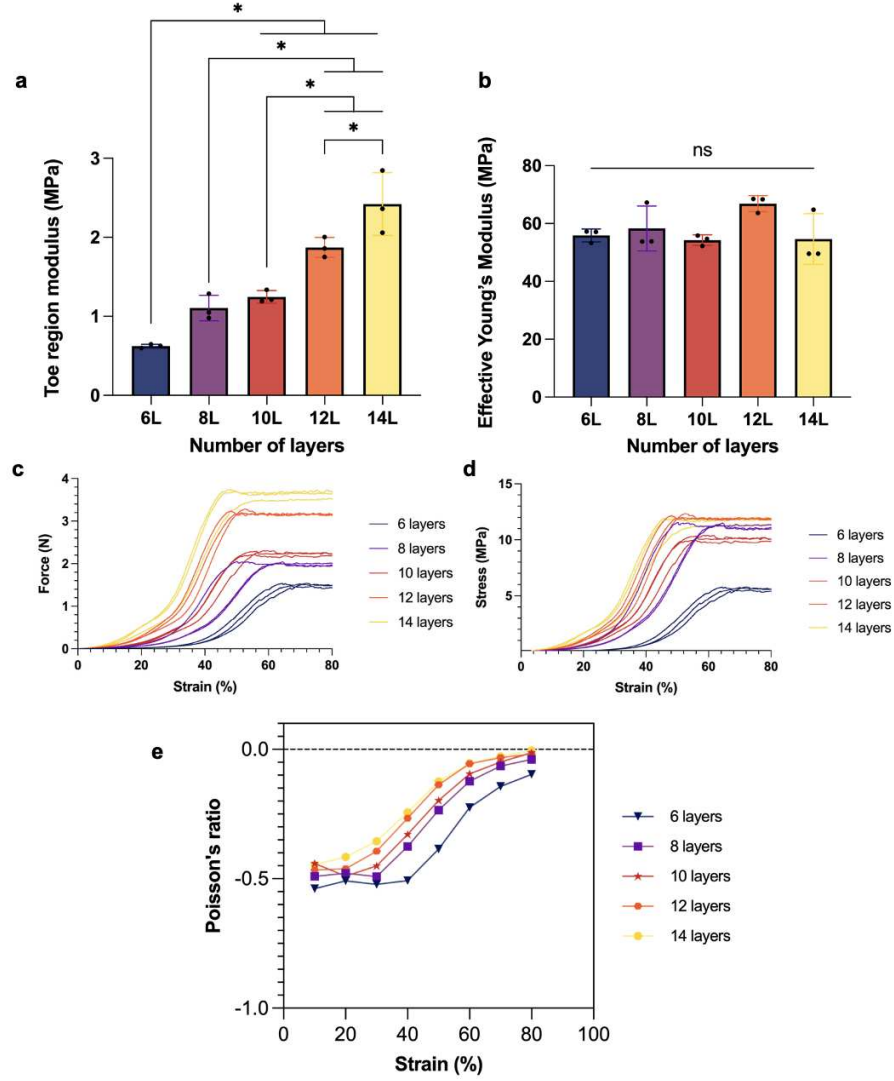 *
*
a
*
b
*
ns
Toe region modulus (MPa)
3
2
1
0
6L
8L
10L
12L
14L
Number of layers
Effective Young's Modulus (MPa)
80
60
40
20
0
6L
8L
10L
12L
14L
Number of layers
c
Force (N)
4
3
2
1
0
0
20
40
60
80
Strain (%)
6 layers
8 layers
10 layers
12 layers
14 layers
d
Stress (MPa)
15
10
5
0
20
40
60
80
Strain (%)
6 layers
8 layers
10 layers
12 layers
14 layers
e
Poisson's ratio
0.0
-0.5
-1.0
0
20
40
60
80
100
Strain (%)
6 layers
8 layers
10 layers
12 layers
14 layers